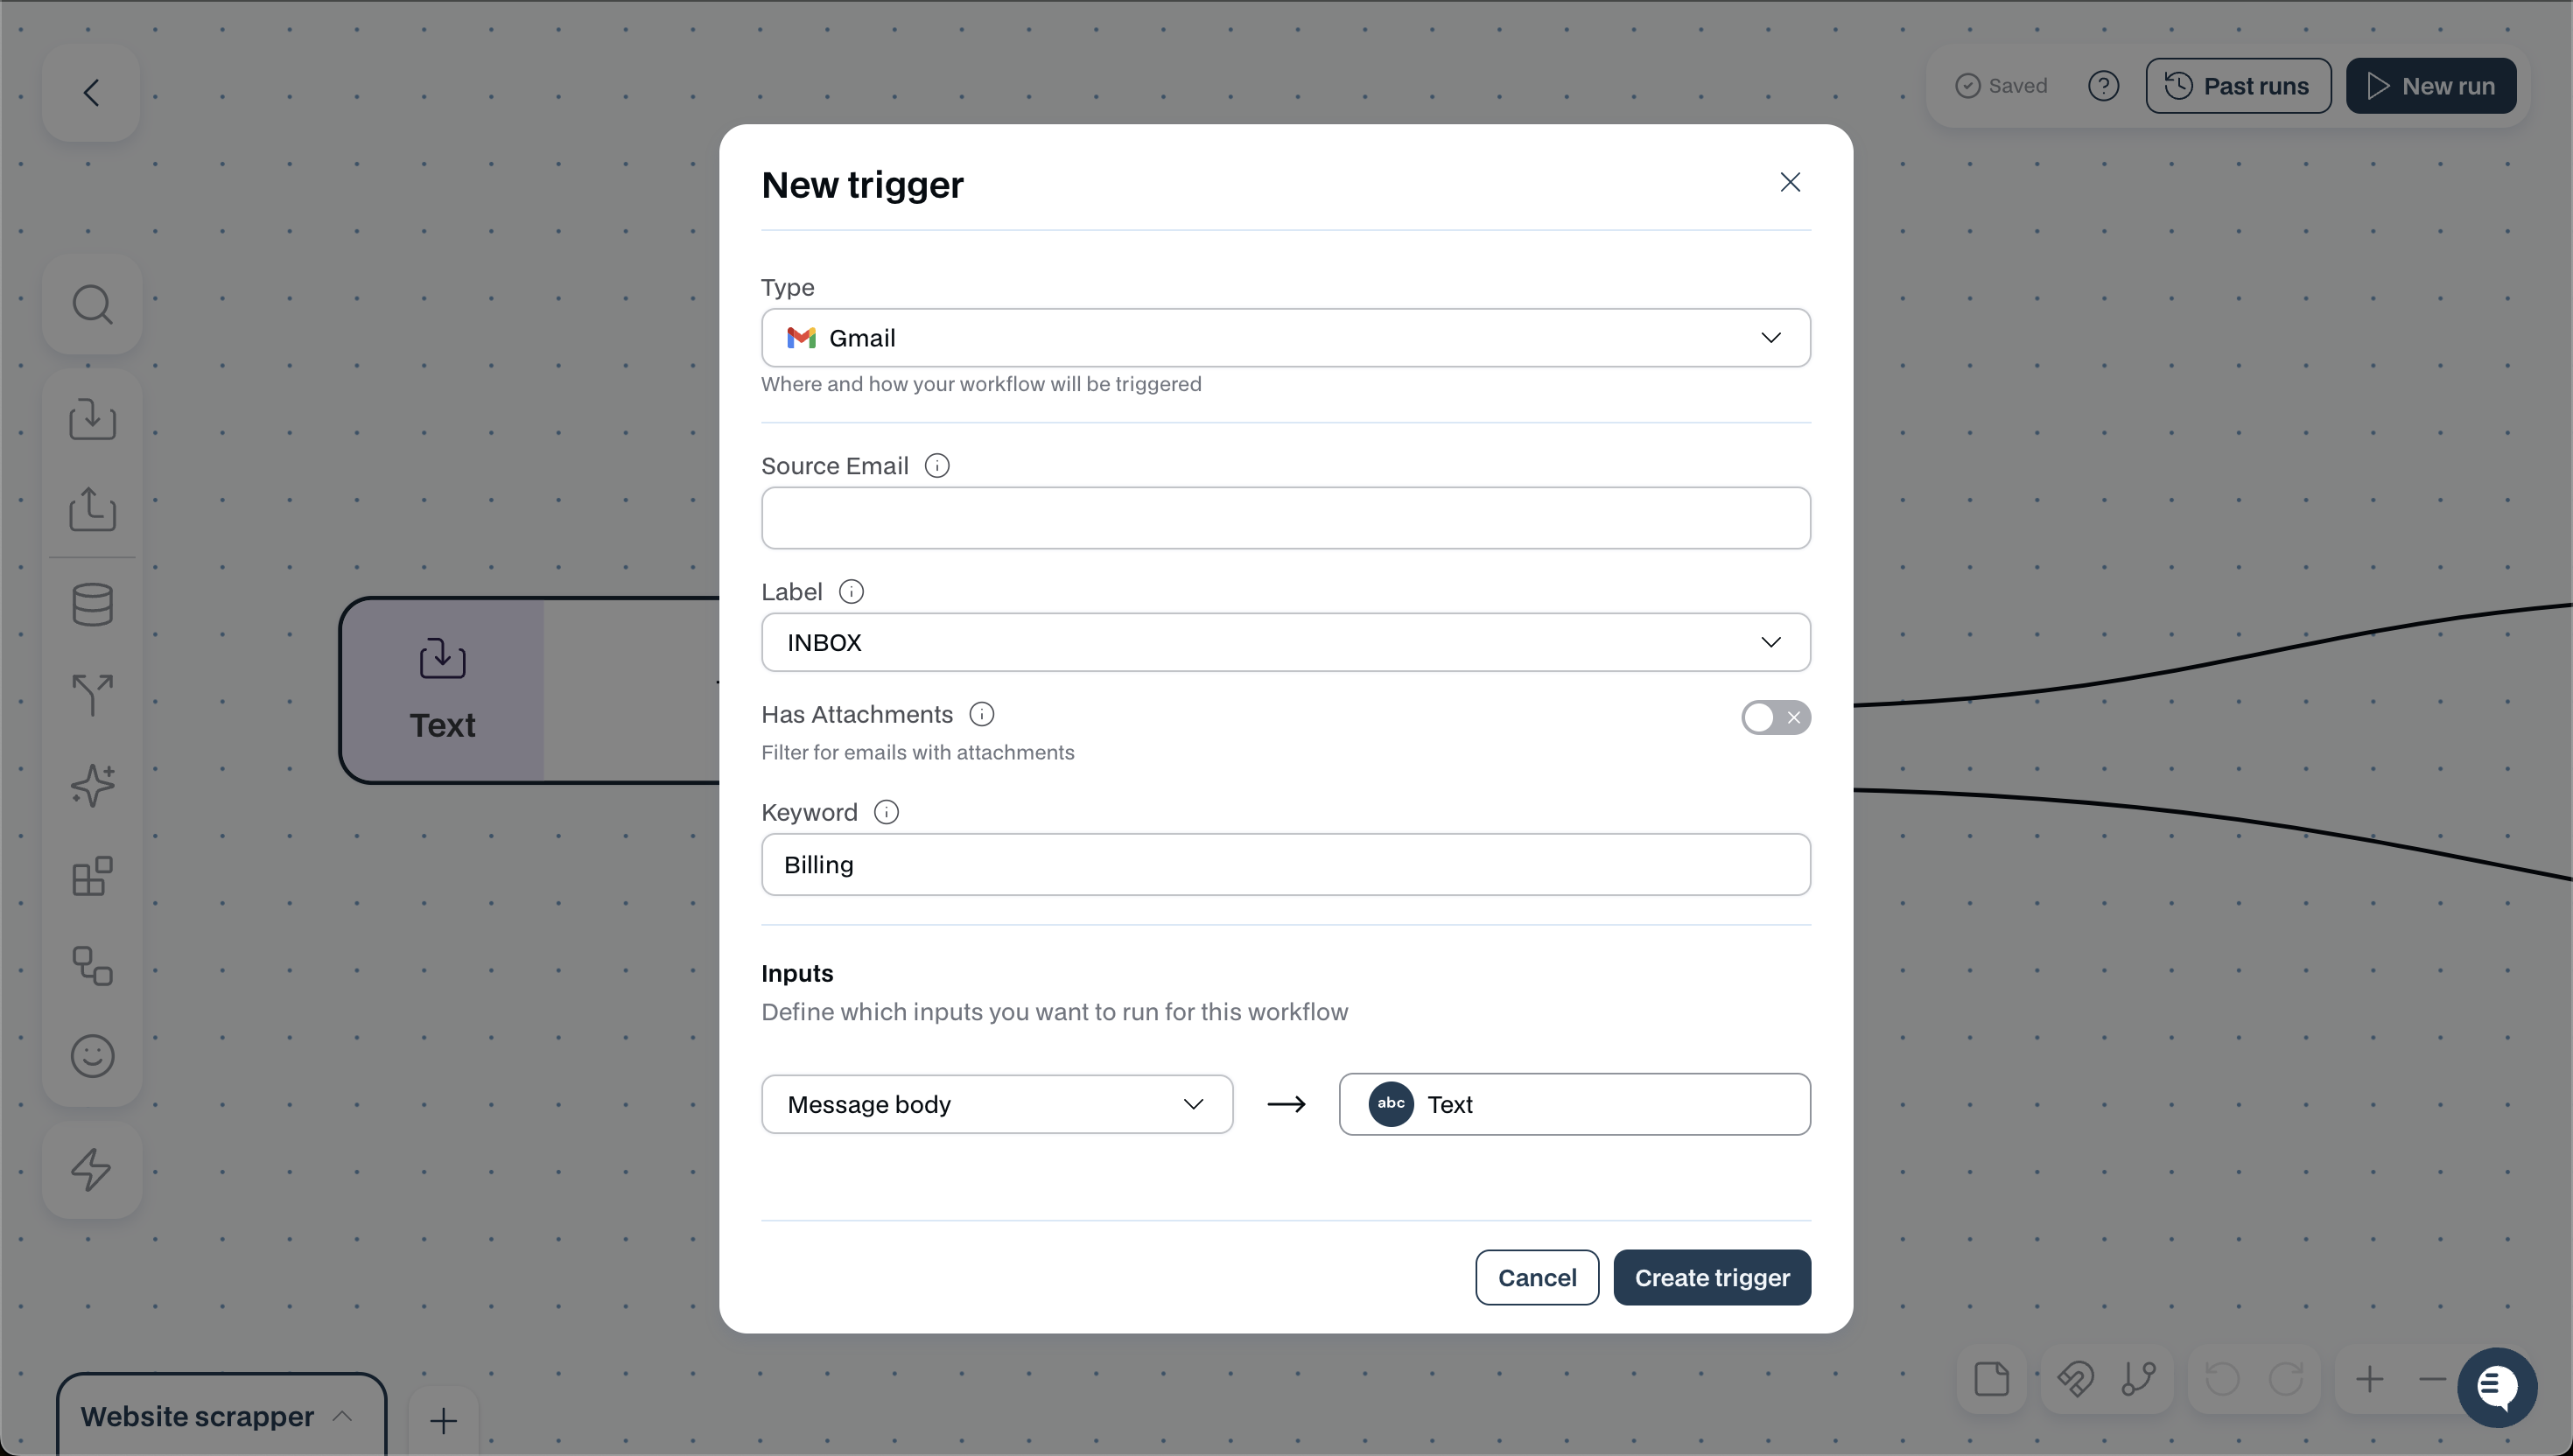 Saved
Past runs
New run
New trigger
Type
Gmail
Where and how your workflow will be triggered
Source Email
Label
INBOX
Has Attachments
Filter for emails with attachments
Keyword
Billing
Text
Inputs
Define which inputs you want to run for this workflow
Message body
abc
Text
Cancel
Create trigger
Website scrapper